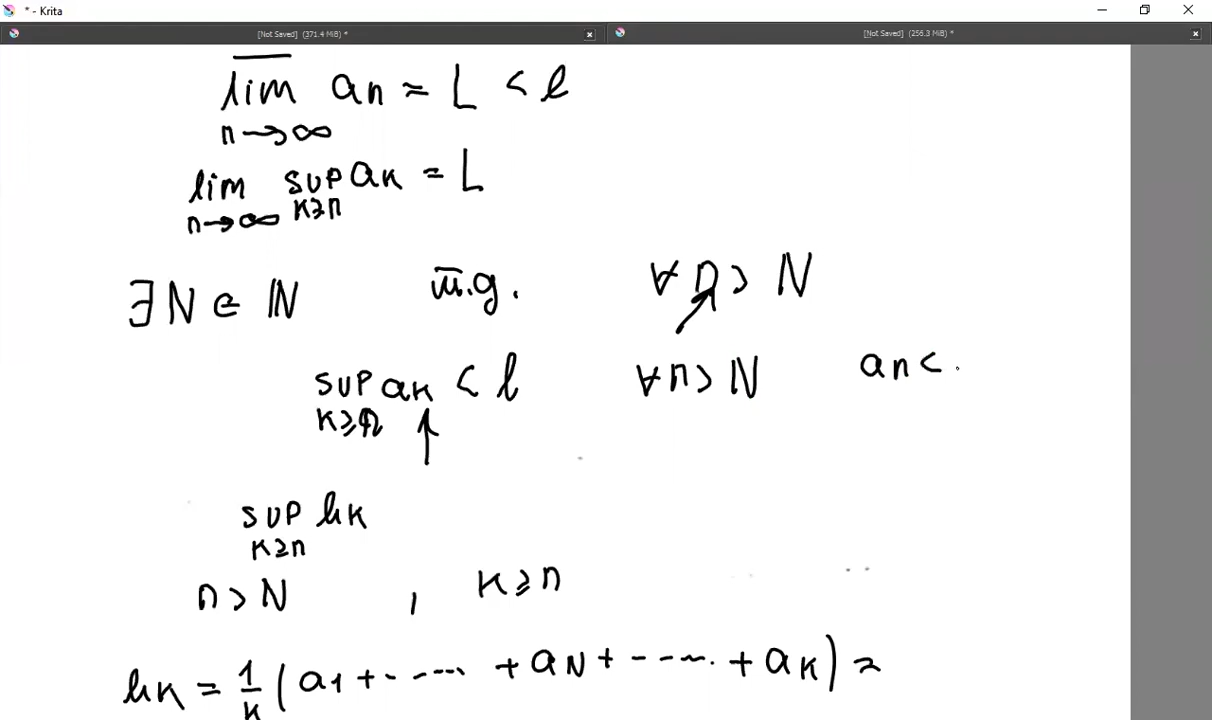 * - Krita
[Not Saved] (371.4 MiB) * [Not Saved] (256.3 MiB) *
l̅i̅m̅ an = L < l
n→∞
lim sup ak = L
n→∞ k≥n
∃N∈ℕ т.д. ∀n > N
sup ak < l ∀n > N an < .
k≥n
sup bk
k≥n
n > N , k≥n
bk = 1/k (a1 + ------ + aN + ------ + ak) =